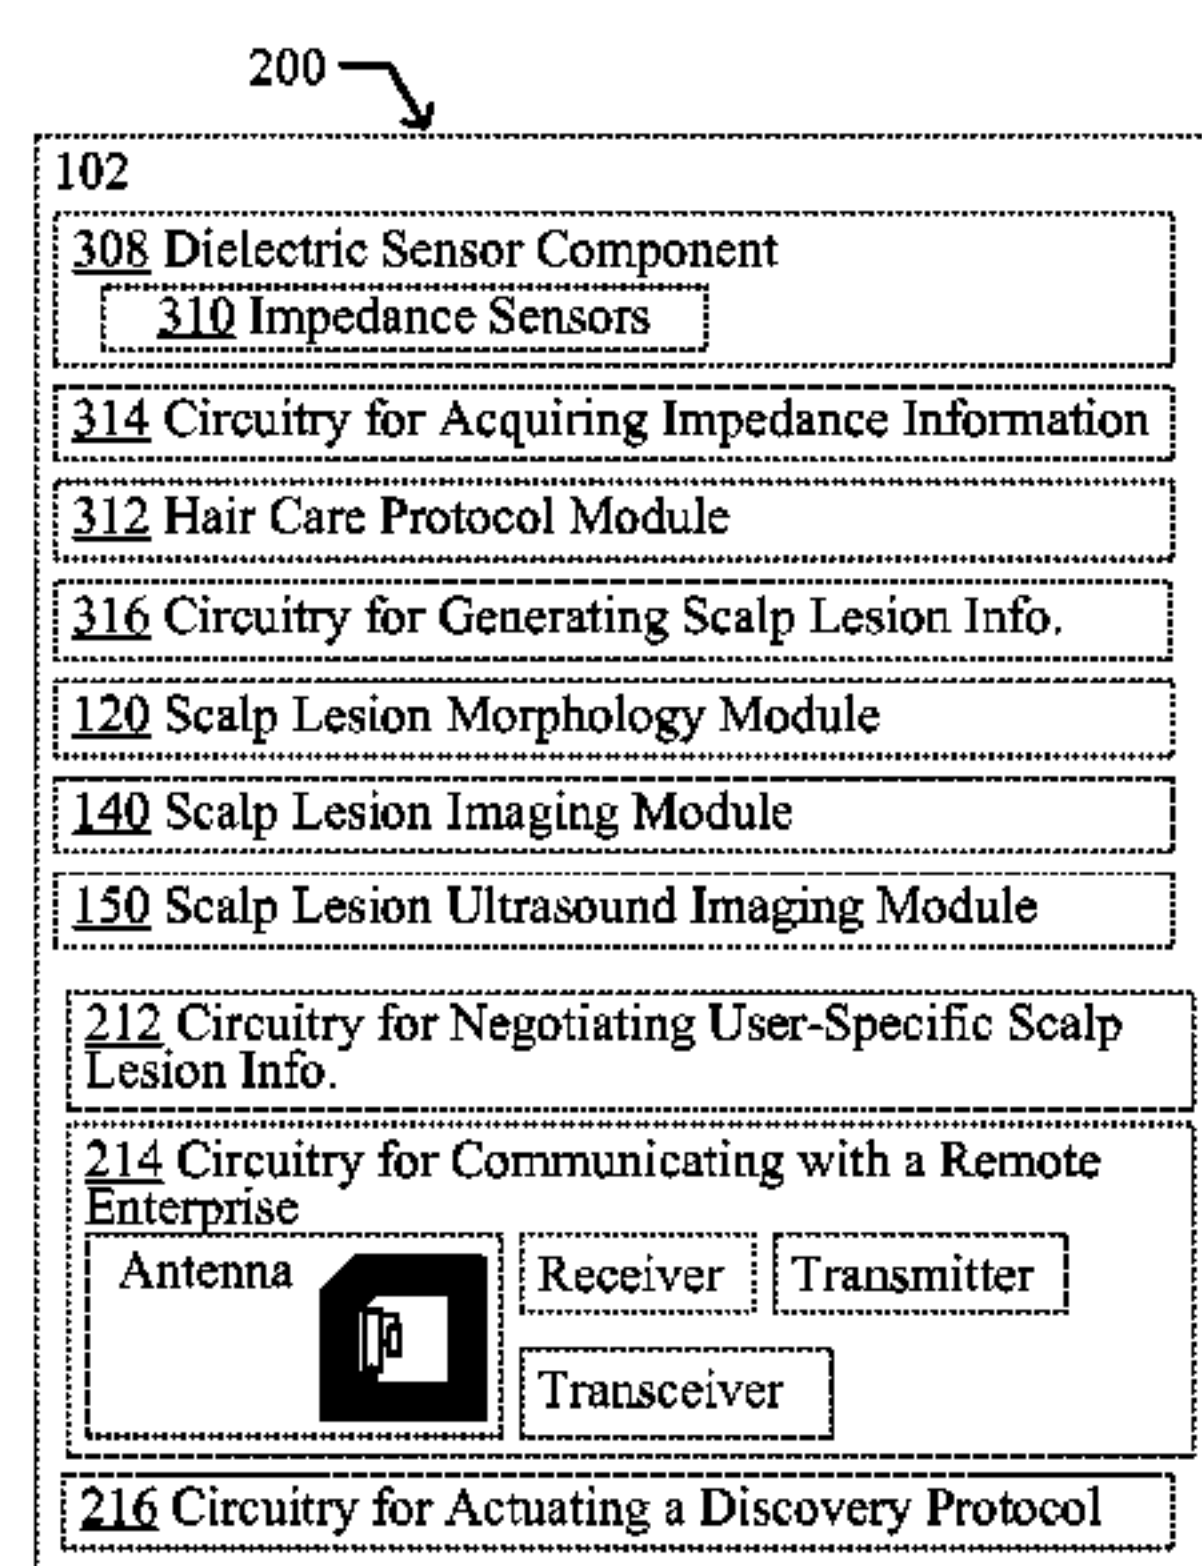 200
102
308 Dielectric Sensor Component
310 Impedance Sensors
314 Circuitry for Acquiring Impedance Information
312 Hair Care Protocol Module
316 Circuitry for Generating Scalp Lesion Info.
120 Scalp Lesion Morphology Module
140 Scalp Lesion Imaging Module
150 Scalp Lesion Ultrasound Imaging Module
212 Circuitry for Negotiating User-Specific Scalp
Lesion Info.
214 Circuitry for Communicating with a Remote
Enterprise
Antenna
Receiver
Transmitter
Transceiver
216 Circuitry for Actuating a Discovery Protocol